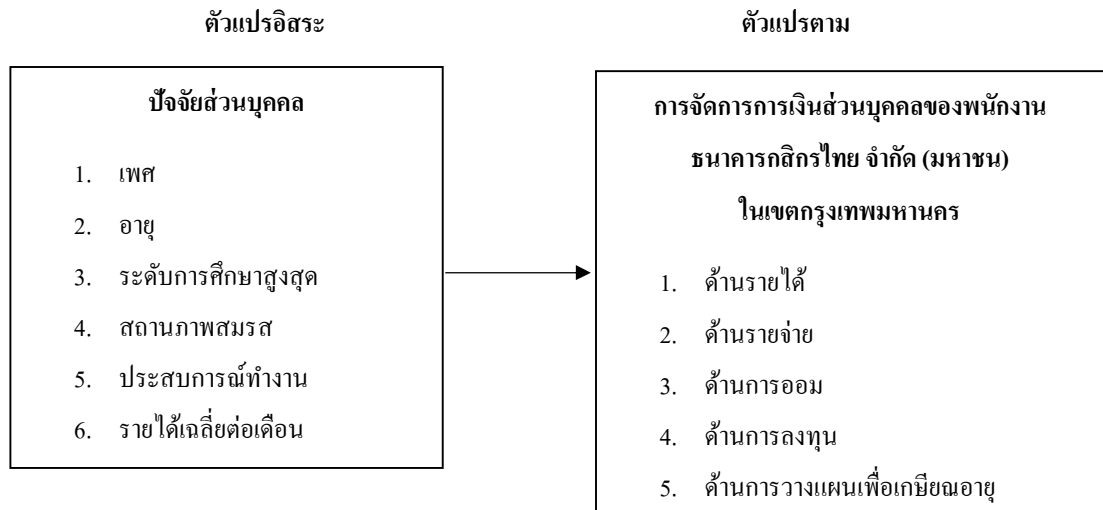 ตัวแปรอิสระ
ตัวแปรตาม
ปัจจัยส่วนบุคคล
1. เพศ
2. อายุ
3. ระดับการศึกษาสูงสุด
4. สถานภาพสมรส
5. ประสบการณ์ทำงาน
6. รายได้เฉลี่ยต่อเดือน
การจัดการการเงินส่วนบุคคลของพนักงาน
ธนาคารกสิกรไทย จำกัด (มหาชน)
ในเขตกรุงเทพมหานคร
1. ด้านรายได้
2. ด้านรายจ่าย
3. ด้านการออม
4. ด้านการลงทุน
5. ด้านการวางแผนเพื่อเกษียณอายุ